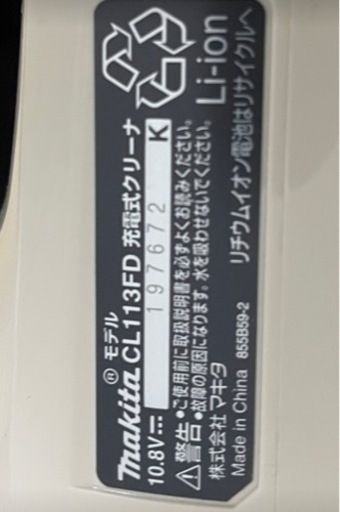 makita® モデル CL113FD 充電式クリーナ
10.8V⎓ 197672 K
警告 ●ご使用前に取扱説明書を必ずよくお読みください。
●故障の原因になります。水を吸わせないでください。
株式会社 マキタ
Made in China 855B59-2
Li-ion
リチウムイオン電池はリサイクルへ